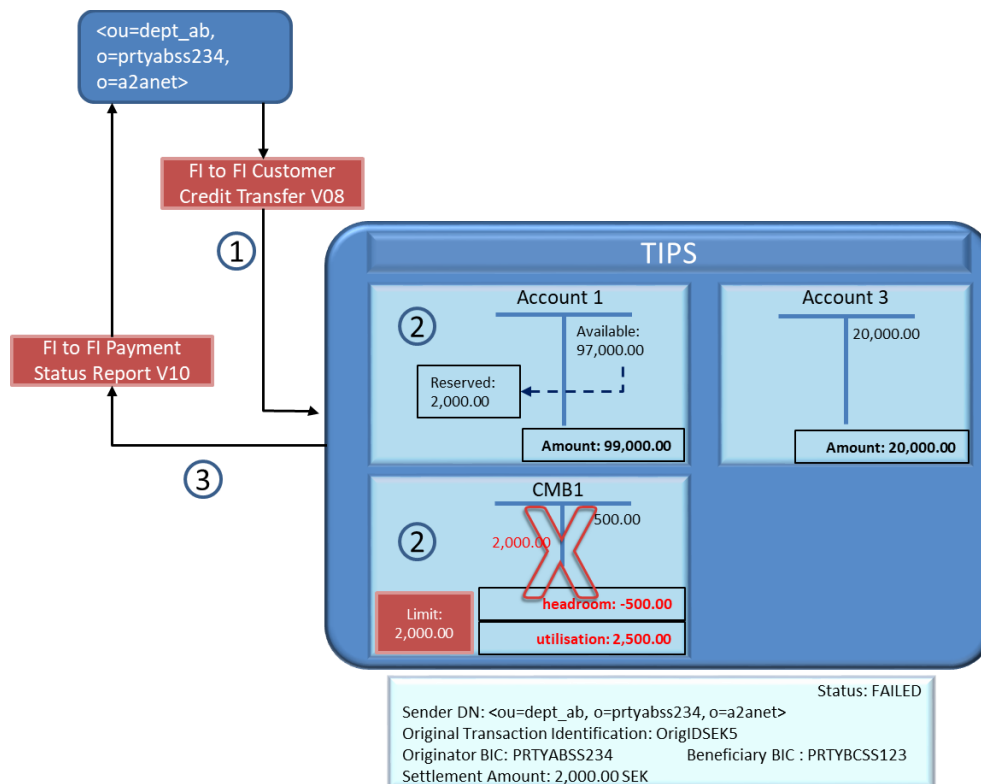 <ou=dept_ab,
o=prtyabss234,
o=a2anet>
FI to FI Customer
Credit Transfer V08
1
TIPS
Account 1
2
Available:
97,000.00
Reserved:
2,000.00
Amount: 99,000.00
Account 3
20,000.00
Amount: 20,000.00
FI to FI Payment
Status Report V10
3
CMB1
2
500.00
2,000.00
headroom: -500.00
Limit:
2,000.00
utilisation: 2,500.00
Status: FAILED
Sender DN: <ou=dept_ab, o=prtyabss234, o=a2anet>
Original Transaction Identification: OrigIDSEK5
Originator BIC: PRTYABSS234 Beneficiary BIC : PRTYBCSS123
Settlement Amount: 2,000.00 SEK